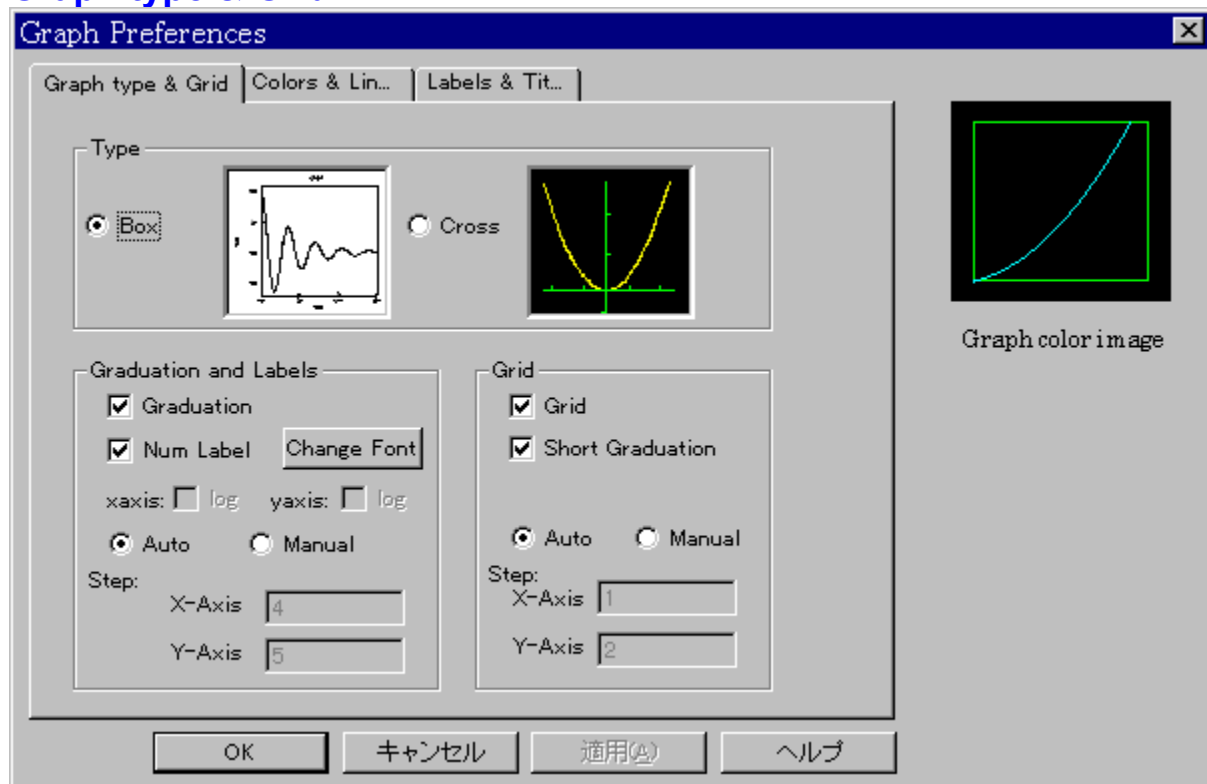 Graph Preferences
Graph type & Grid
Colors & Lin...
Labels & Tit...
Type
Box
Cross
Graph color image
Graduation and Labels
Graduation
Num Label
Change Font
xaxis: log yaxis: log
Auto
Manual
Step:
X-Axis 4
Y-Axis 5
Grid
Grid
Short Graduation
Auto
Manual
Step:
X-Axis 1
Y-Axis 2
OK
キャンセル
適用(A)
ヘルプ